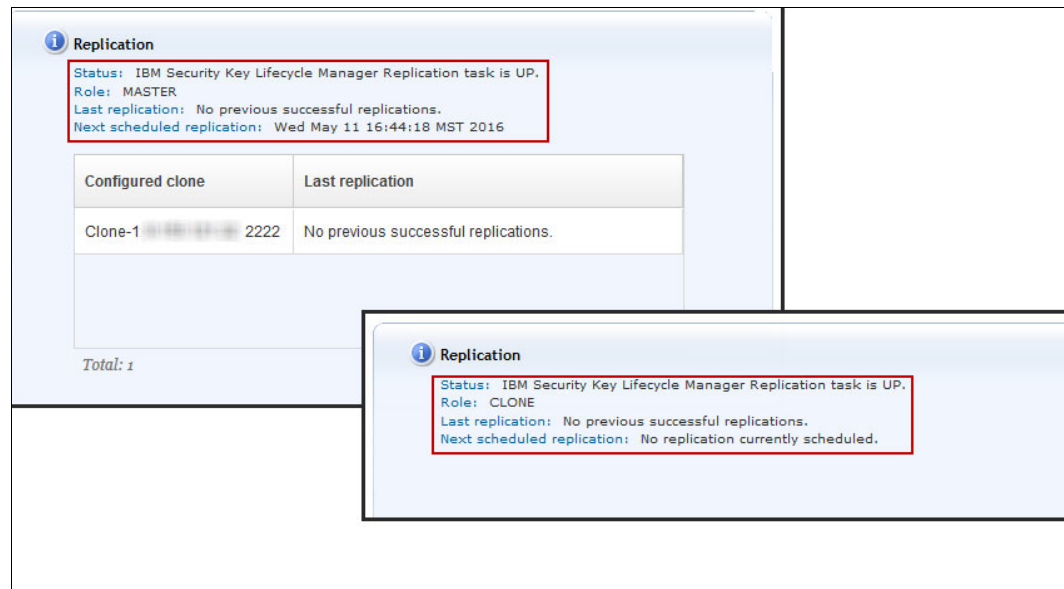 Replication
Status: IBM Security Key Lifecycle Manager Replication task is UP.
Role: MASTER
Last replication: No previous successful replications.
Next scheduled replication: Wed May 11 16:44:18 MST 2016
Configured clone Last replication
Clone-1 2222 No previous successful replications.
Total: 1
Replication
Status: IBM Security Key Lifecycle Manager Replication task is UP.
Role: CLONE
Last replication: No previous successful replications.
Next scheduled replication: No replication currently scheduled.